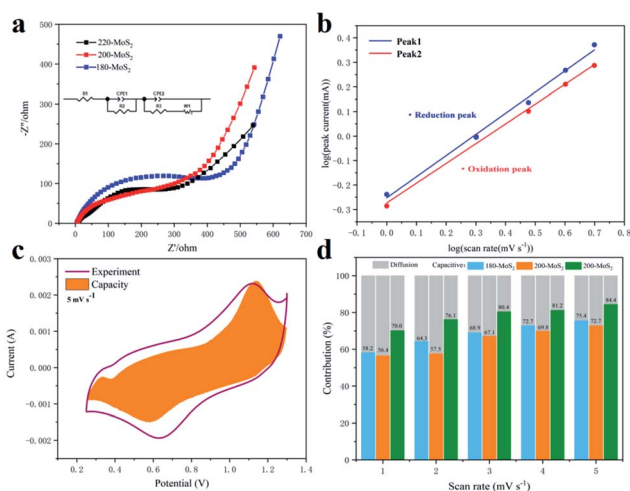 a
500
400
300
200
100
0
-Z''/ohm
220-MoS2
200-MoS2
180-MoS2
R1
CPE1
R2
CPE2
R3
W1
0 100 200 300 400 500 600 700
Z'/ohm
b
0.5
0.4
0.3
0.2
0.1
0.0
−0.1
−0.2
−0.3
log(peak current(mA))
Peak1
Peak2
Reduction peak
Oxidation peak
−0.1 0.0 0.1 0.2 0.3 0.4 0.5 0.6 0.7 0.8
log(scan rate(mV s-1))
c
0.003
0.002
0.001
0.000
−0.001
−0.002
Current (A)
Experiment
Capacity
5 mV s-1
0.2 0.4 0.6 0.8 1.0 1.2 1.4
Potential (V)
d
100
80
60
40
20
0
Contribution (%)
Diffusion Capacitive: 180-MoS2 200-MoS2 200-MoS2
58.2 56.4 70.0
64.3 57.5 76.1
68.9 67.1 80.4
72.7 69.8 81.2
75.4 72.7 84.4
1 2 3 4 5
Scan rate (mV s-1)